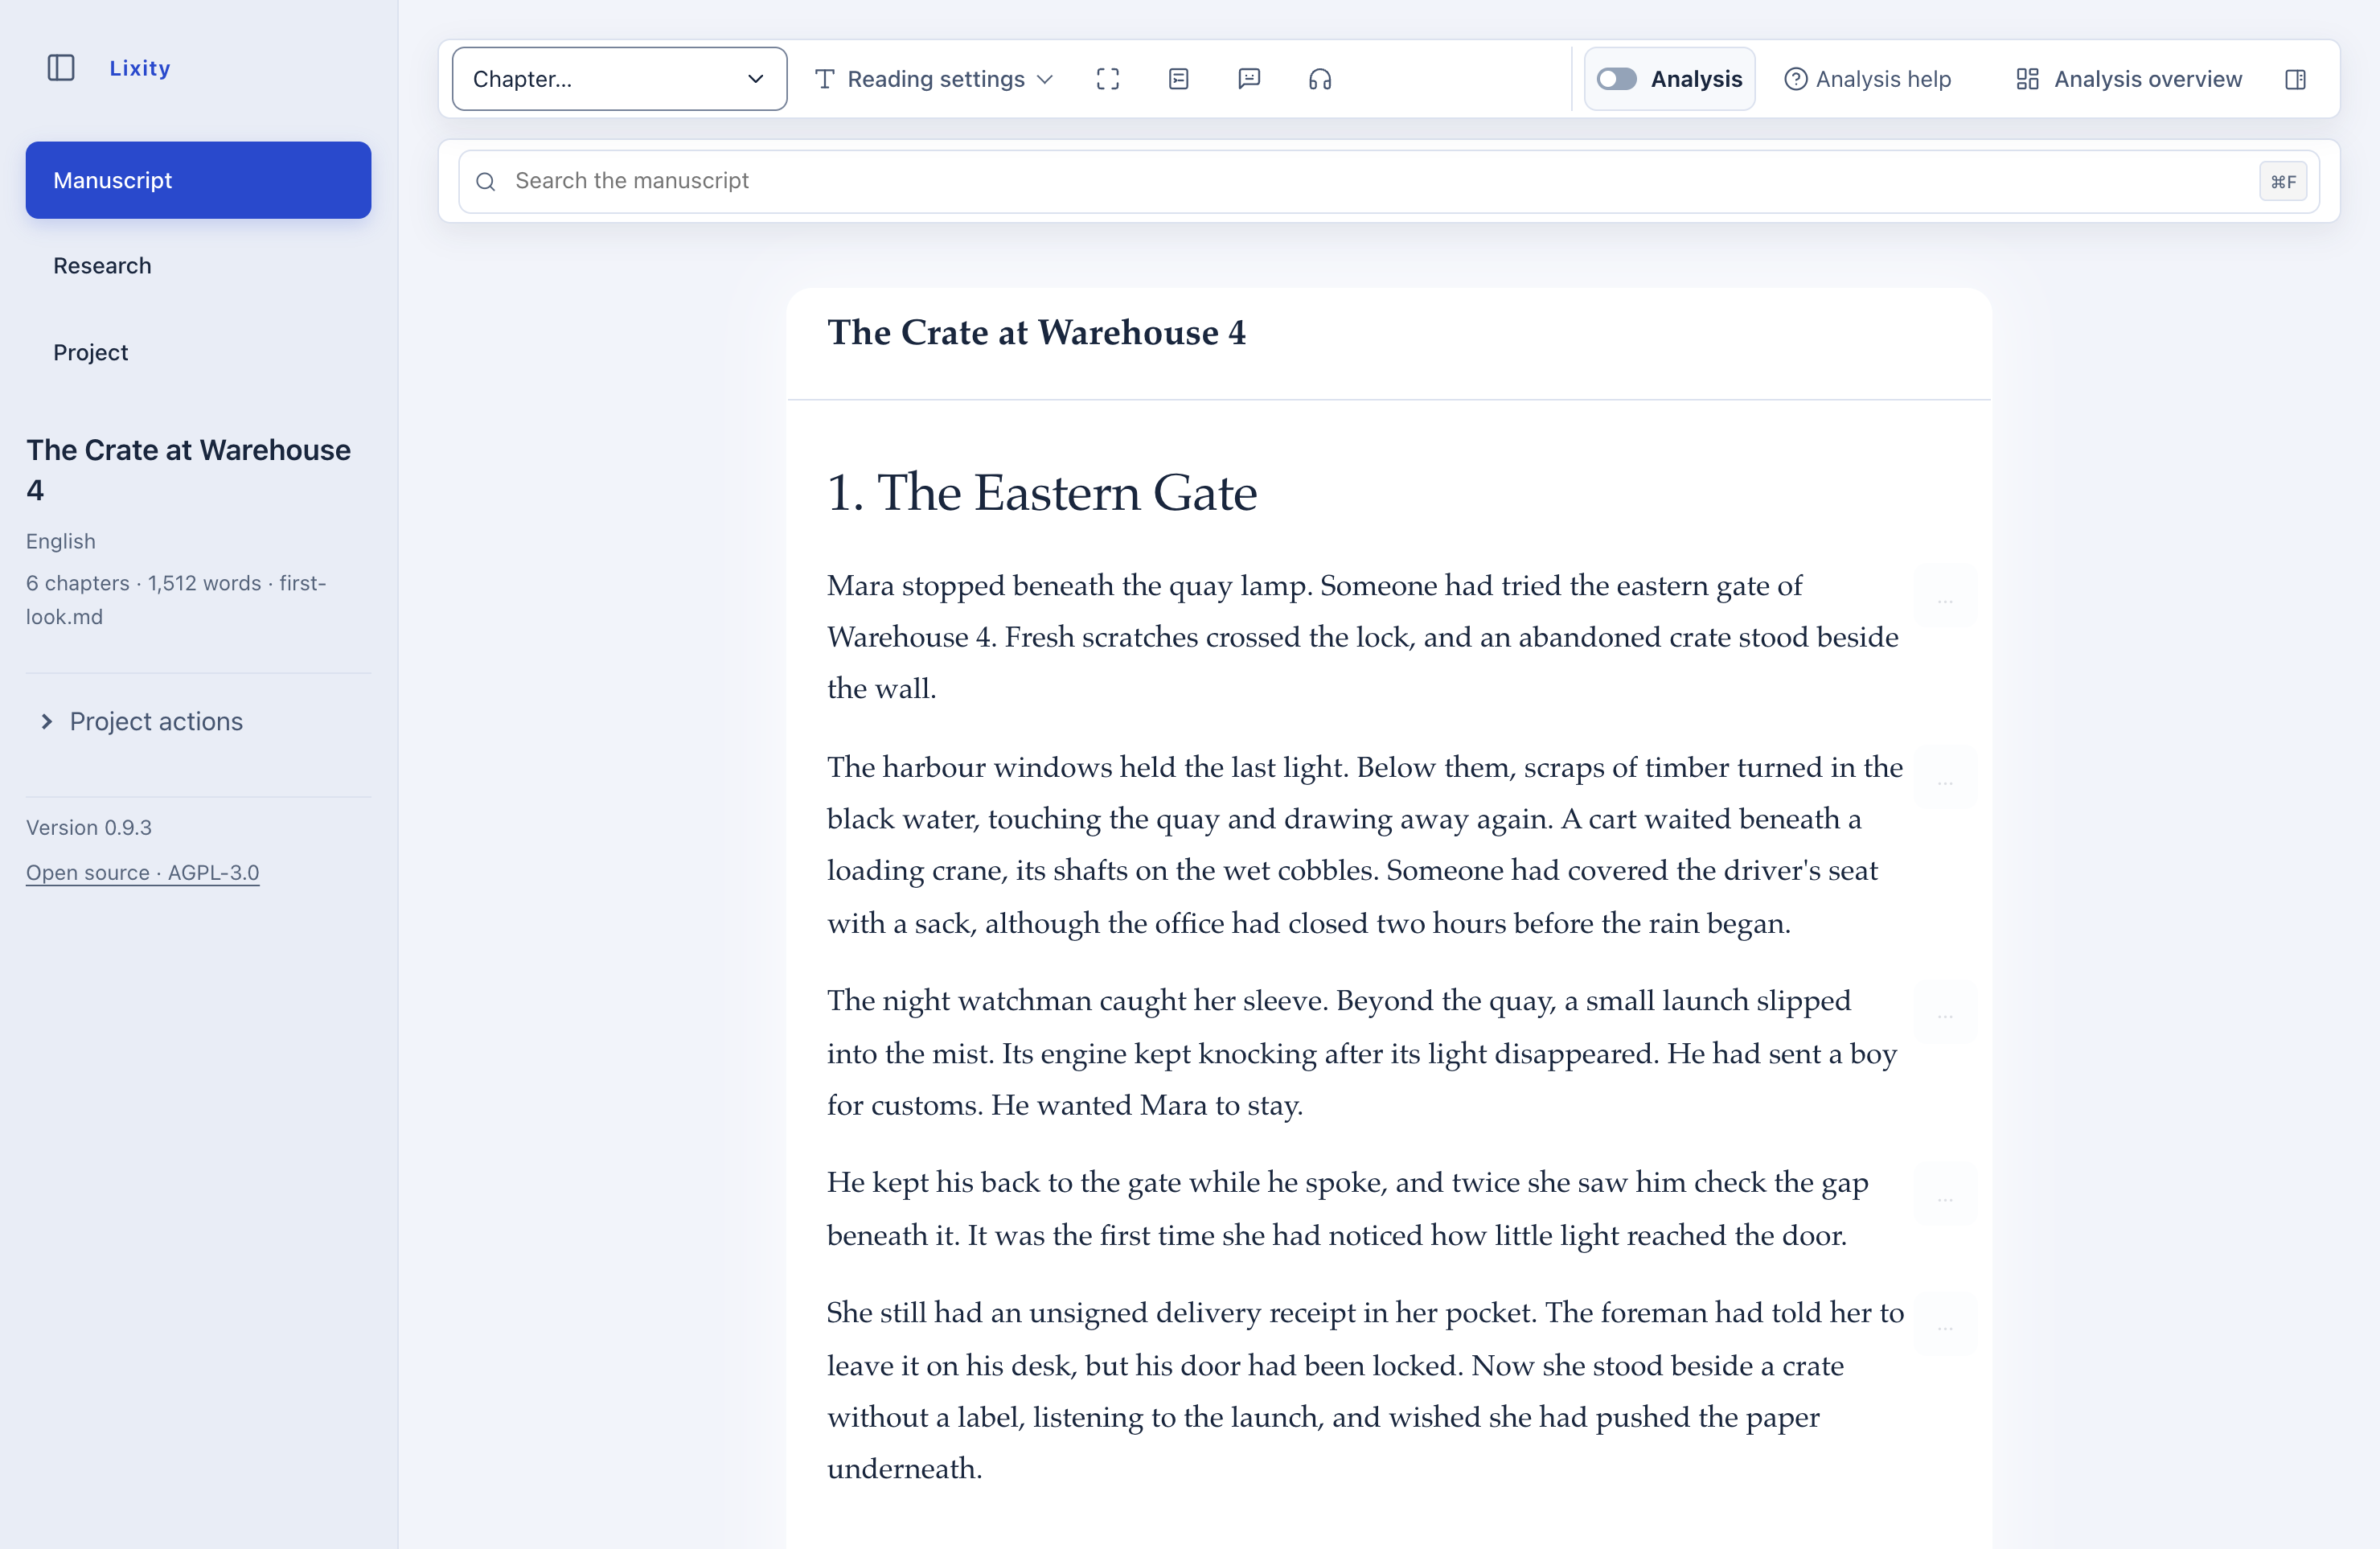 Lixity
Manuscript
Research
Project
The Crate at Warehouse
4
English
6 chapters · 1,512 words · first-
look.md
Project actions
Version 0.9.3
Open source · AGPL-3.0
Chapter...
Reading settings
Analysis
Analysis help
Analysis overview
Search the manuscript
⌘F
The Crate at Warehouse 4
1. The Eastern Gate
Mara stopped beneath the quay lamp. Someone had tried the eastern gate of
Warehouse 4. Fresh scratches crossed the lock, and an abandoned crate stood beside
the wall.
The harbour windows held the last light. Below them, scraps of timber turned in the
black water, touching the quay and drawing away again. A cart waited beneath a
loading crane, its shafts on the wet cobbles. Someone had covered the driver's seat
with a sack, although the office had closed two hours before the rain began.
The night watchman caught her sleeve. Beyond the quay, a small launch slipped
into the mist. Its engine kept knocking after its light disappeared. He had sent a boy
for customs. He wanted Mara to stay.
He kept his back to the gate while he spoke, and twice she saw him check the gap
beneath it. It was the first time she had noticed how little light reached the door.
She still had an unsigned delivery receipt in her pocket. The foreman had told her to
leave it on his desk, but his door had been locked. Now she stood beside a crate
without a label, listening to the launch, and wished she had pushed the paper
underneath.